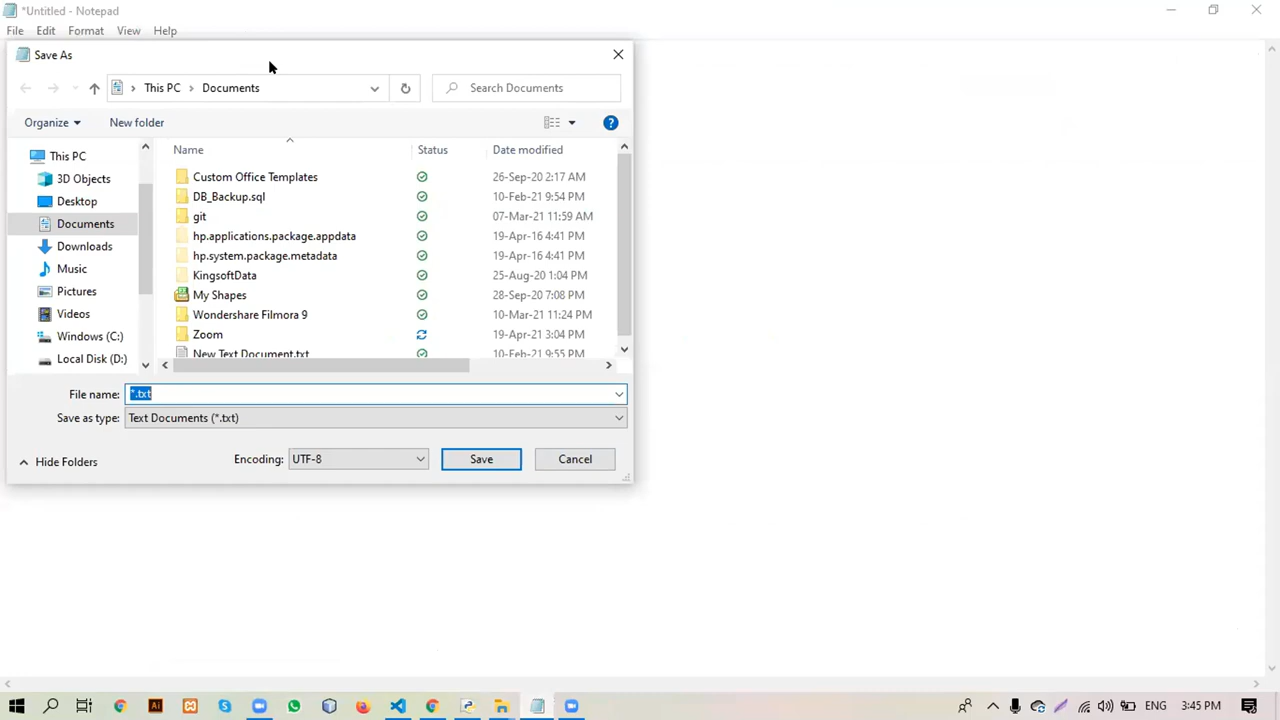 *Untitled - Notepad
File Edit Format View Help
Save As
This PC > Documents
Search Documents
Organize New folder
Name Status Date modified
This PC
3D Objects
Desktop
Documents
Downloads
Music
Pictures
Videos
Windows (C:)
Local Disk (D:)
Custom Office Templates 26-Sep-20 2:17 AM
DB_Backup.sql 10-Feb-21 9:54 PM
git 07-Mar-21 11:59 AM
hp.applications.package.appdata 19-Apr-16 4:41 PM
hp.system.package.metadata 19-Apr-16 4:41 PM
KingsoftData 25-Aug-20 1:04 PM
My Shapes 28-Sep-20 7:08 PM
Wondershare Filmora 9 10-Mar-21 11:24 PM
Zoom 19-Apr-21 3:04 PM
New Text Document.txt 10-Feb-21 9:55 PM
File name: *.txt
Save as type: Text Documents (*.txt)
Hide Folders Encoding: UTF-8 Save Cancel
ENG 3:45 PM